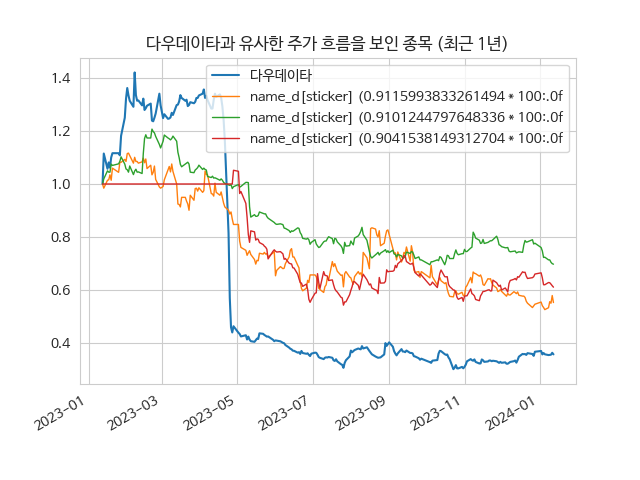 다우데이타과 유사한 주가 흐름을 보인 종목 (최근 1년)
다우데이타
name_d[sticker] (0.9115993833261494 * 100:.0f
name_d[sticker] (0.9101244797648336 * 100:.0f
name_d[sticker] (0.9041538149312704 * 100:.0f
1.4
1.2
1.0
0.8
0.6
0.4
2023-01
2023-03
2023-05
2023-07
2023-09
2023-11
2024-01